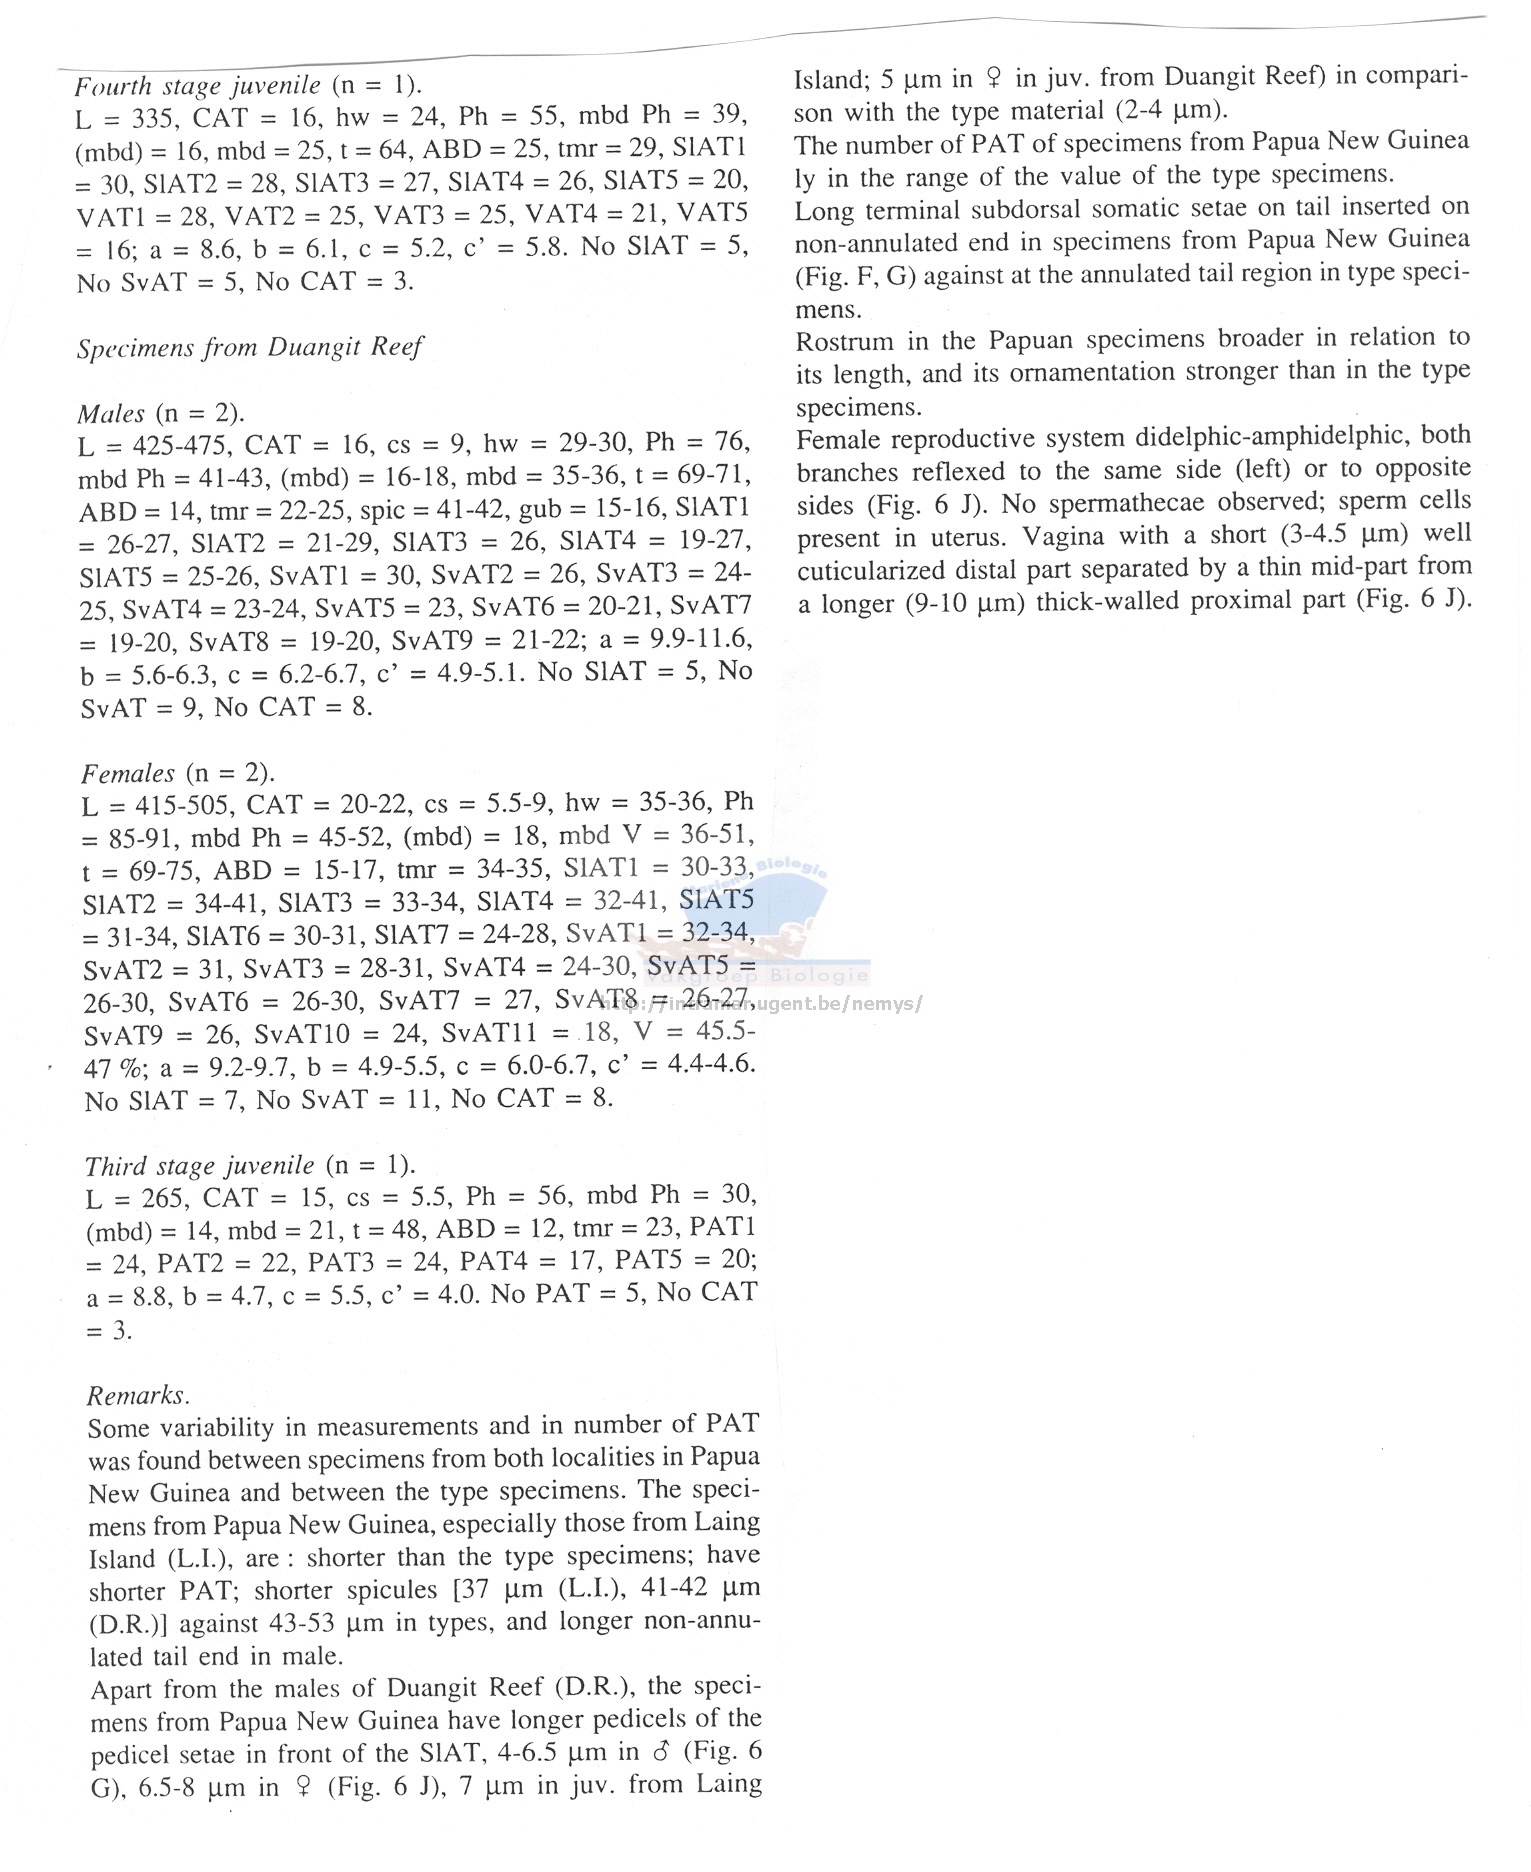 Fourth stage juvenile (n = 1).
L = 335, CAT = 16, hw = 24, Ph = 55, mbd Ph = 39,
(mbd) = 16, mbd = 25, t = 64, ABD = 25, tmr = 29, SlAT1
= 30, SlAT2 = 28, SlAT3 = 27, SlAT4 = 26, SlAT5 = 20,
VAT1 = 28, VAT2 = 25, VAT3 = 25, VAT4 = 21, VAT5
= 16; a = 8.6, b = 6.1, c = 5.2, c’ = 5.8. No SlAT = 5,
No SvAT = 5, No CAT = 3.
Specimens from Duangit Reef
Males (n = 2).
L = 425-475, CAT = 16, cs = 9, hw = 29-30, Ph = 76,
mbd Ph = 41-43, (mbd) = 16-18, mbd = 35-36, t = 69-71,
ABD = 14, tmr = 22-25, spic = 41-42, gub = 15-16, SlAT1
= 26-27, SlAT2 = 21-29, SlAT3 = 26, SlAT4 = 19-27,
SlAT5 = 25-26, SvAT1 = 30, SvAT2 = 26, SvAT3 = 24-
25, SvAT4 = 23-24, SvAT5 = 23, SvAT6 = 20-21, SvAT7
= 19-20, SvAT8 = 19-20, SvAT9 = 21-22; a = 9.9-11.6,
b = 5.6-6.3, c = 6.2-6.7, c’ = 4.9-5.1. No SlAT = 5, No
SvAT = 9, No CAT = 8.
Females (n = 2).
L = 415-505, CAT = 20-22, cs = 5.5-9, hw = 35-36, Ph
= 85-91, mbd Ph = 45-52, (mbd) = 18, mbd V = 36-51,
t = 69-75, ABD = 15-17, tmr = 34-35, SlAT1 = 30-33,
SlAT2 = 34-41, SlAT3 = 33-34, SlAT4 = 32-41, SlAT5
= 31-34, SlAT6 = 30-31, SlAT7 = 24-28, SvAT1 = 32-34,
SvAT2 = 31, SvAT3 = 28-31, SvAT4 = 24-30, SvAT5 =
26-30, SvAT6 = 26-30, SvAT7 = 27, SvAT8 = 26-27,
SvAT9 = 26, SvAT10 = 24, SvAT11 = 18, V = 45.5-
47 %; a = 9.2-9.7, b = 4.9-5.5, c = 6.0-6.7, c’ = 4.4-4.6.
No SlAT = 7, No SvAT = 11, No CAT = 8.
Third stage juvenile (n = 1).
L = 265, CAT = 15, cs = 5.5, Ph = 56, mbd Ph = 30,
(mbd) = 14, mbd = 21, t = 48, ABD = 12, tmr = 23, PAT1
= 24, PAT2 = 22, PAT3 = 24, PAT4 = 17, PAT5 = 20;
a = 8.8, b = 4.7, c = 5.5, c’ = 4.0. No PAT = 5, No CAT
= 3.
Remarks.
Some variability in measurements and in number of PAT
was found between specimens from both localities in Papua
New Guinea and between the type specimens. The speci-
mens from Papua New Guinea, especially those from Laing
Island (L.I.), are : shorter than the type specimens; have
shorter PAT; shorter spicules [37 µm (L.I.), 41-42 µm
(D.R.)] against 43-53 µm in types, and longer non-annu-
lated tail end in male.
Apart from the males of Duangit Reef (D.R.), the speci-
mens from Papua New Guinea have longer pedicels of the
pedicel setae in front of the SlAT, 4-6.5 µm in ♂ (Fig. 6
G), 6.5-8 µm in ♀ (Fig. 6 J), 7 µm in juv. from Laing
Island; 5 µm in ♀ in juv. from Duangit Reef) in compari-
son with the type material (2-4 µm).
The number of PAT of specimens from Papua New Guinea
ly in the range of the value of the type specimens.
Long terminal subdorsal somatic setae on tail inserted on
non-annulated end in specimens from Papua New Guinea
(Fig. F, G) against at the annulated tail region in type speci-
mens.
Rostrum in the Papuan specimens broader in relation to
its length, and its ornamentation stronger than in the type
specimens.
Female reproductive system didelphic-amphidelphic, both
branches reflexed to the same side (left) or to opposite
sides (Fig. 6 J). No spermathecae observed; sperm cells
present in uterus. Vagina with a short (3-4.5 µm) well
cuticularized distal part separated by a thin mid-part from
a longer (9-10 µm) thick-walled proximal part (Fig. 6 J).
Mariene Biologie
Vakgroep Biologie
http://intramar.ugent.be/nemys/